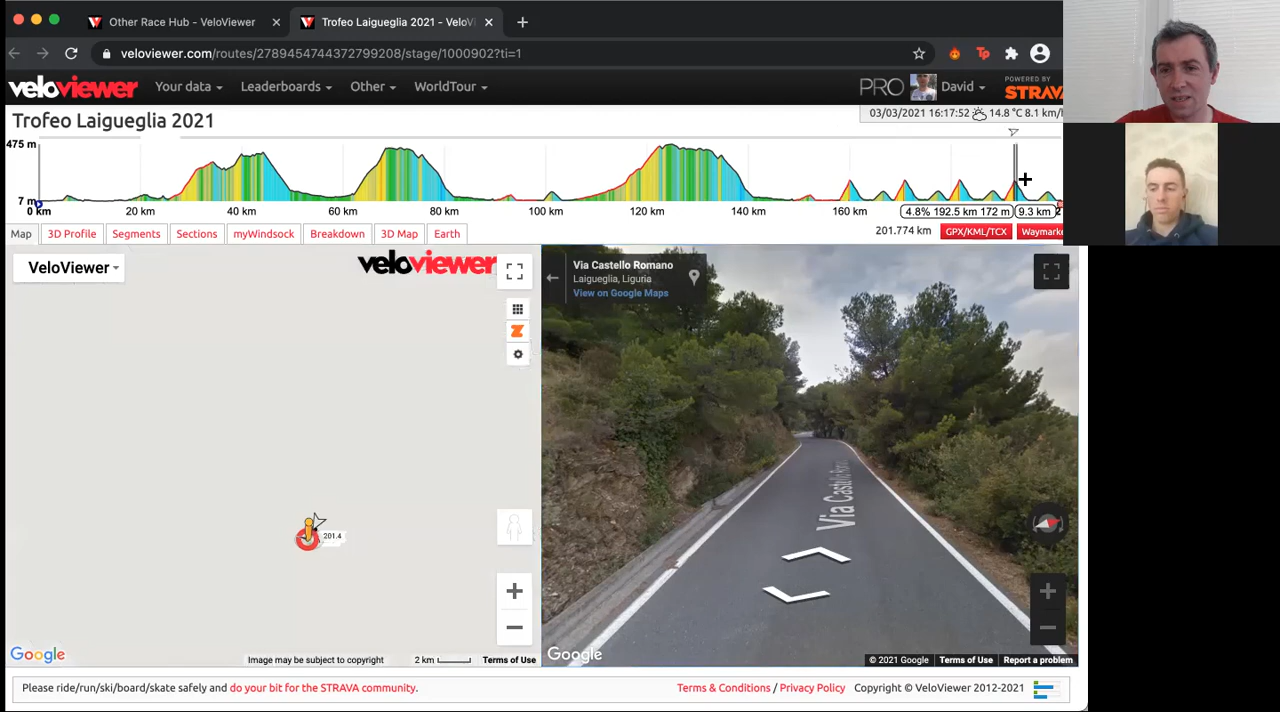 Other Race Hub - VeloViewer
Trofeo Laigueglia 2021 - VeloV
veloviewer.com/routes/2789454744372799208/stage/1000902?ti=1
Tp
veloviewer
Your data
Leaderboards
Other
WorldTour
PRO
David
POWERED BY
STRAVA
Trofeo Laigueglia 2021
03/03/2021 16:17:52
14.8 °C 8.1 km/h
475 m
7 m
0 km
20 km
40 km
60 km
80 km
100 km
120 km
140 km
160 km
4.8% 192.5 km 172 m
9.3 km
Map
3D Profile
Segments
Sections
myWindsock
Breakdown
3D Map
Earth
201.774 km
GPX/KML/TCX
Waymarke
VeloViewer
veloviewer
201.4
Google
Image may be subject to copyright
2 km
Terms of Use
Via Castello Romano
Laigueglia, Liguria
View on Google Maps
Via Castello Roma
Google
© 2021 Google
Terms of Use
Report a problem
Please ride/run/ski/board/skate safely and do your bit for the STRAVA community.
Terms & Conditions / Privacy Policy
Copyright © VeloViewer 2012-2021